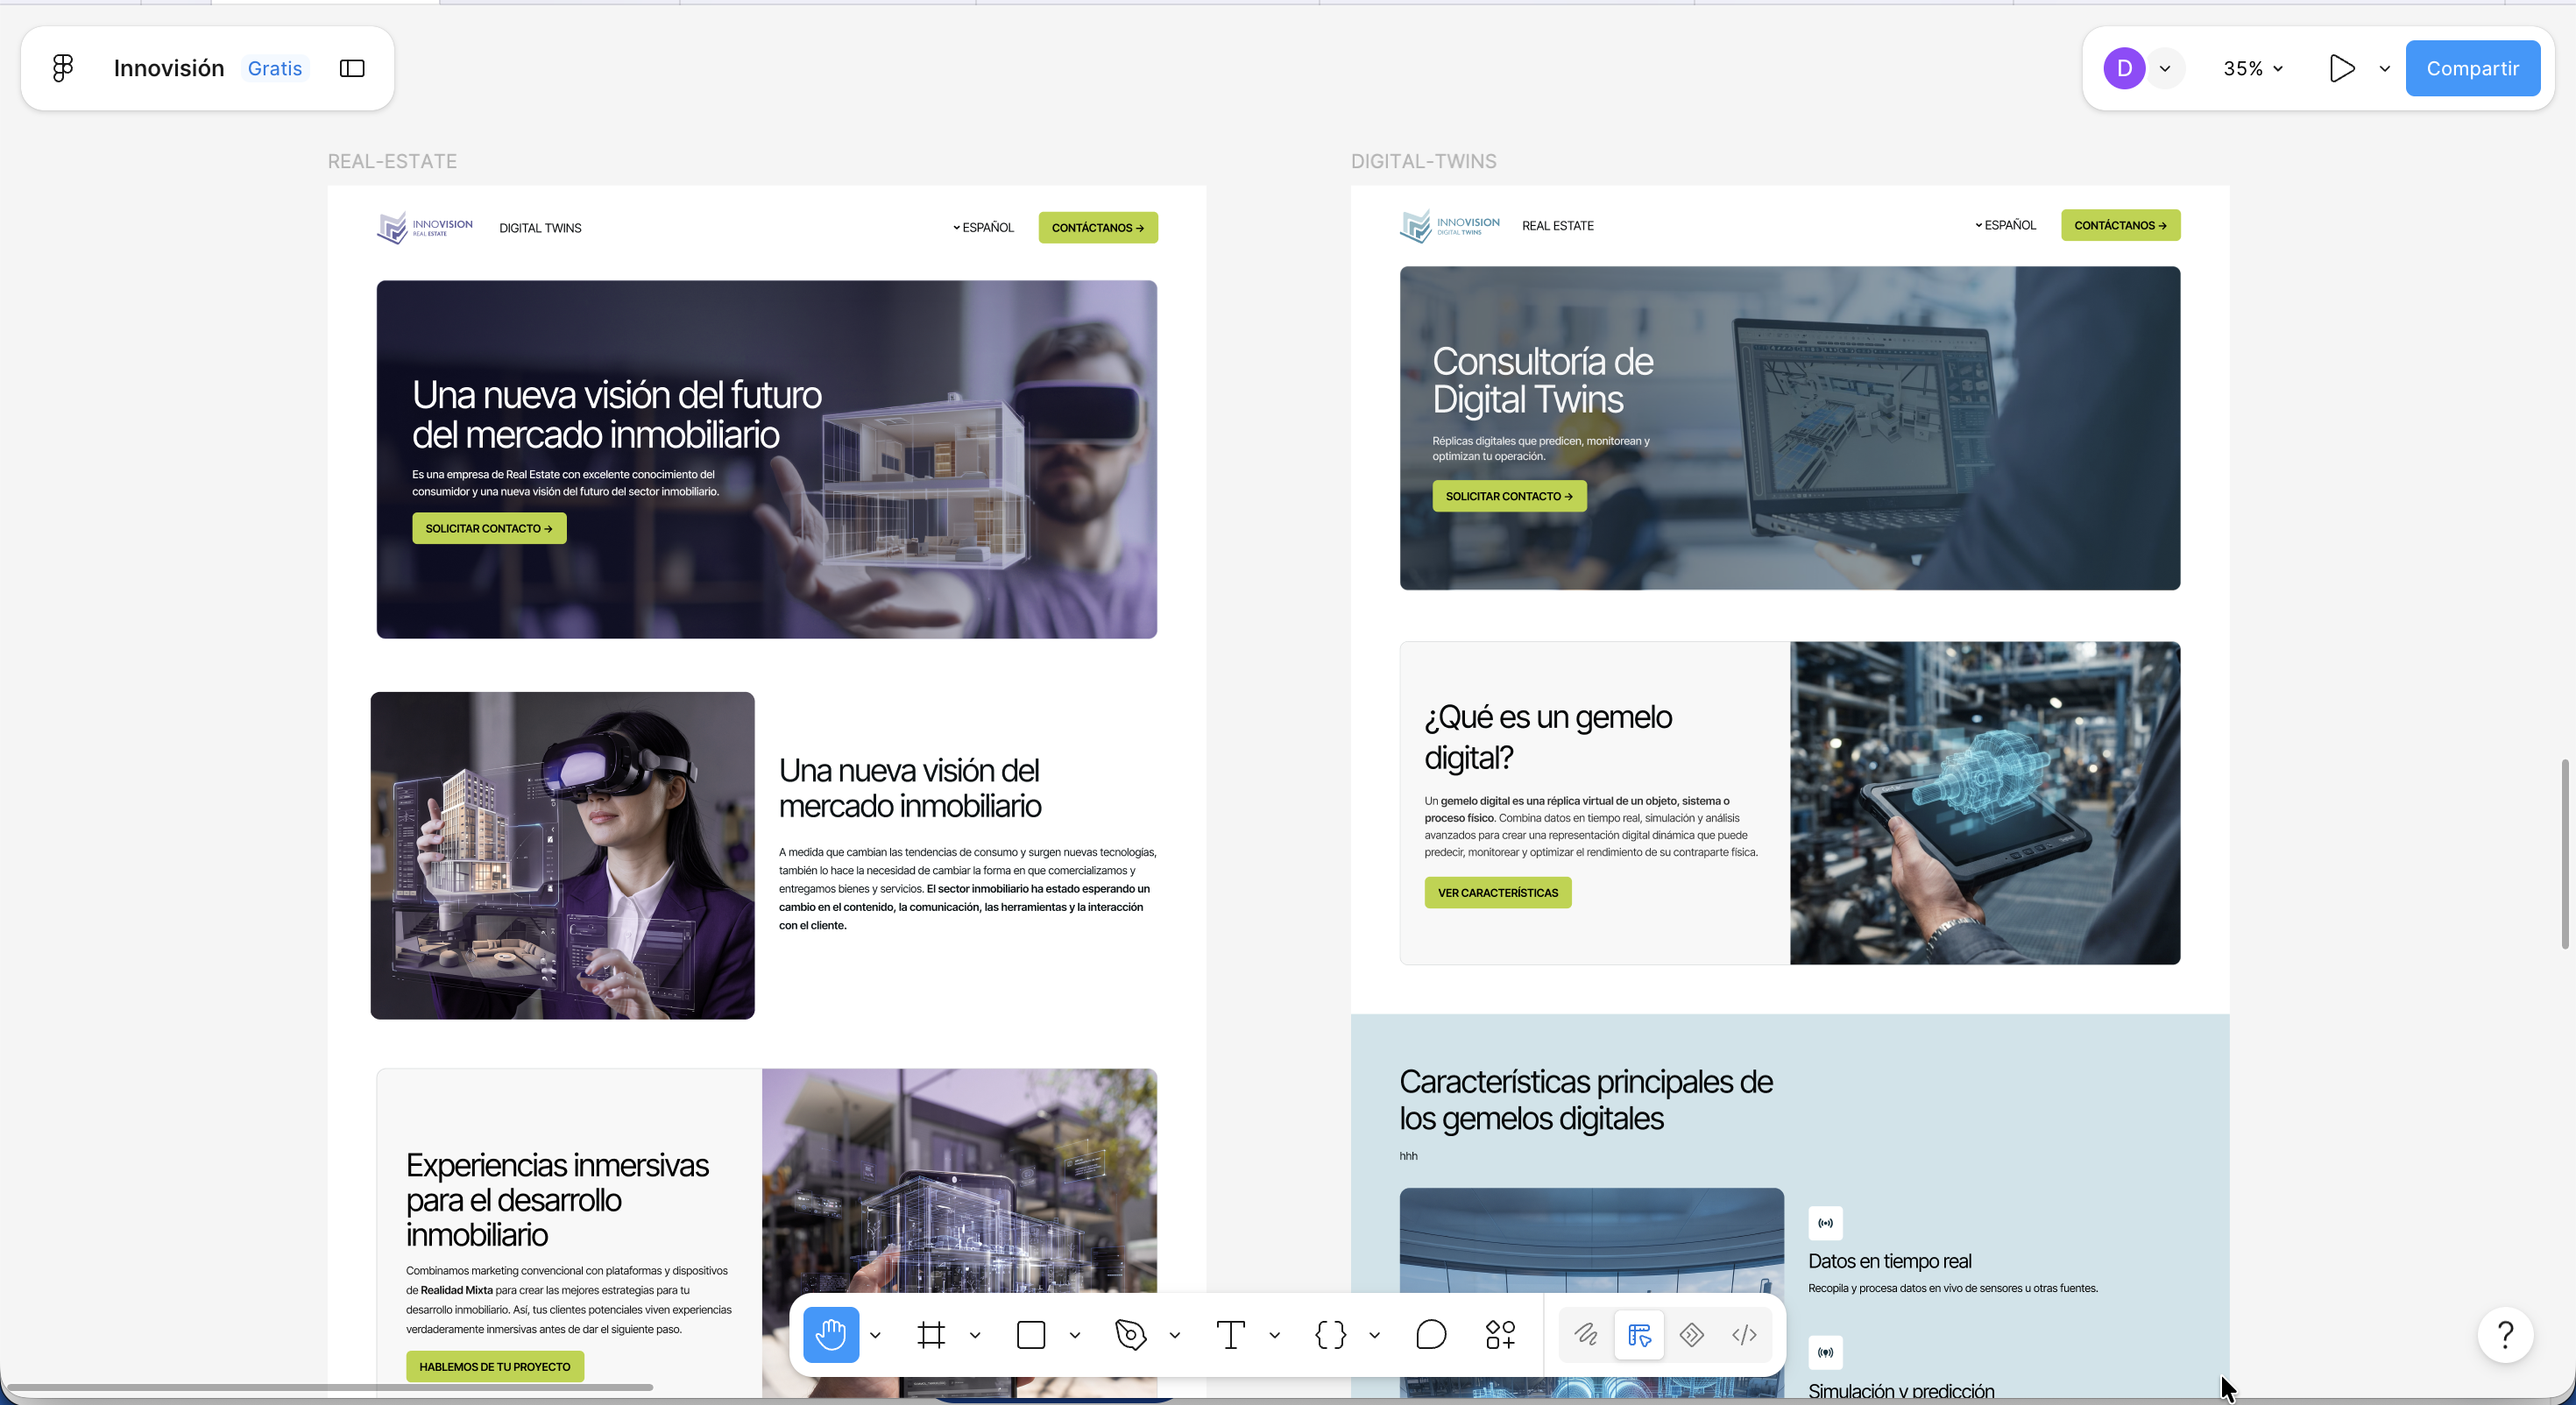 Innovisión Gratis
D 35% Compartir
REAL-ESTATE
INNOVISION
REAL ESTATE
DIGITAL TWINS
ESPAÑOL
CONTÁCTANOS →
Una nueva visión del futuro
del mercado inmobiliario
Es una empresa de Real Estate con excelente conocimiento del
consumidor y una nueva visión del futuro del sector inmobiliario.
SOLICITAR CONTACTO →
Una nueva visión del
mercado inmobiliario
A medida que cambian las tendencias de consumo y surgen nuevas tecnologías,
también lo hace la necesidad de cambiar la forma en que comercializamos y
entregamos bienes y servicios. El sector inmobiliario ha estado esperando un
cambio en el contenido, la comunicación, las herramientas y la interacción
con el cliente.
Experiencias inmersivas
para el desarrollo
inmobiliario
Combinamos marketing convencional con plataformas y dispositivos
de Realidad Mixta para crear las mejores estrategias para tu
desarrollo inmobiliario. Así, tus clientes potenciales viven experiencias
verdaderamente inmersivas antes de dar el siguiente paso.
HABLEMOS DE TU PROYECTO
DIGITAL-TWINS
INNOVISION
DIGITAL TWINS
REAL ESTATE
ESPAÑOL
CONTÁCTANOS →
Consultoría de
Digital Twins
Réplicas digitales que predicen, monitorean y
optimizan tu operación.
SOLICITAR CONTACTO →
¿Qué es un gemelo
digital?
Un gemelo digital es una réplica virtual de un objeto, sistema o
proceso físico. Combina datos en tiempo real, simulación y análisis
avanzados para crear una representación digital dinámica que puede
predecir, monitorear y optimizar el rendimiento de su contraparte física.
VER CARACTERÍSTICAS
Características principales de
los gemelos digitales
hhh
Datos en tiempo real
Recopila y procesa datos en vivo de sensores u otras fuentes.
Simulación y predicción
?